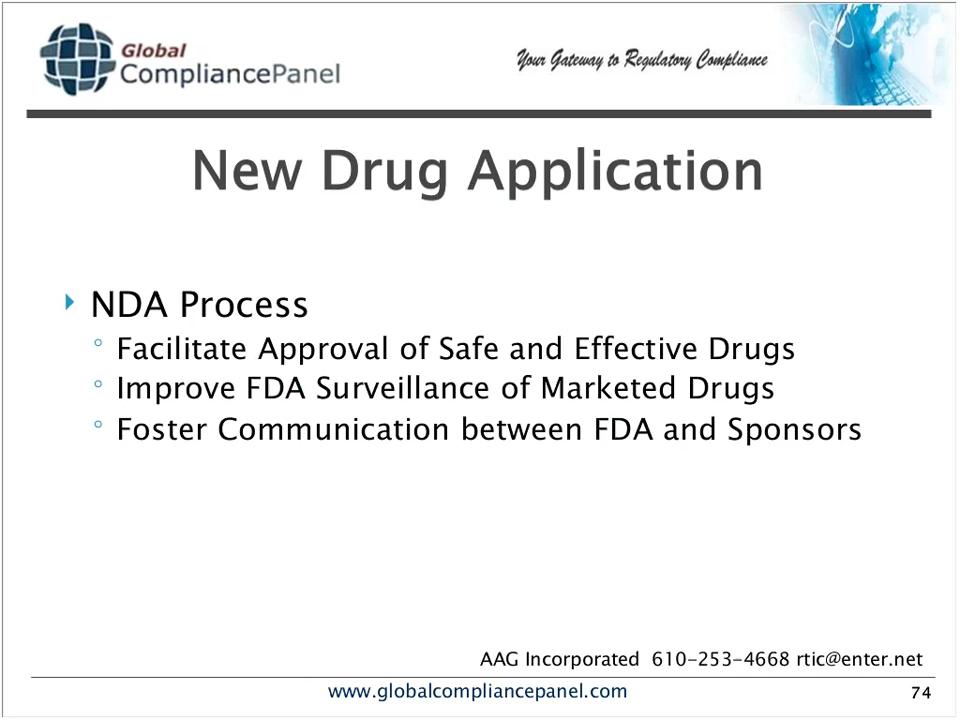 Global
CompliancePanel
Your Gateway to Regulatory Compliance
New Drug Application
NDA Process
Facilitate Approval of Safe and Effective Drugs
Improve FDA Surveillance of Marketed Drugs
Foster Communication between FDA and Sponsors
AAG Incorporated 610-253-4668 rtic@enter.net
www.globalcompliancepanel.com
74